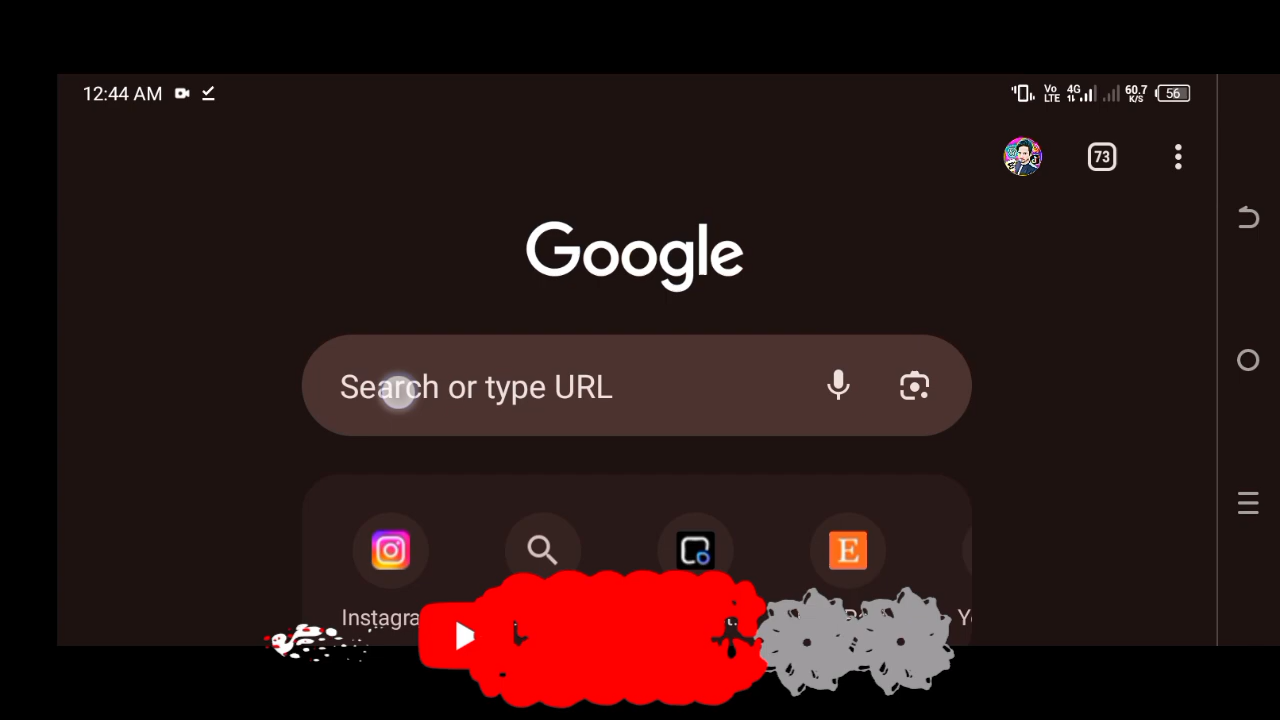 12:44 AM
Vo LTE 4G 60.7 K/S 56
73
Google
Search or type URL
E
Instagra